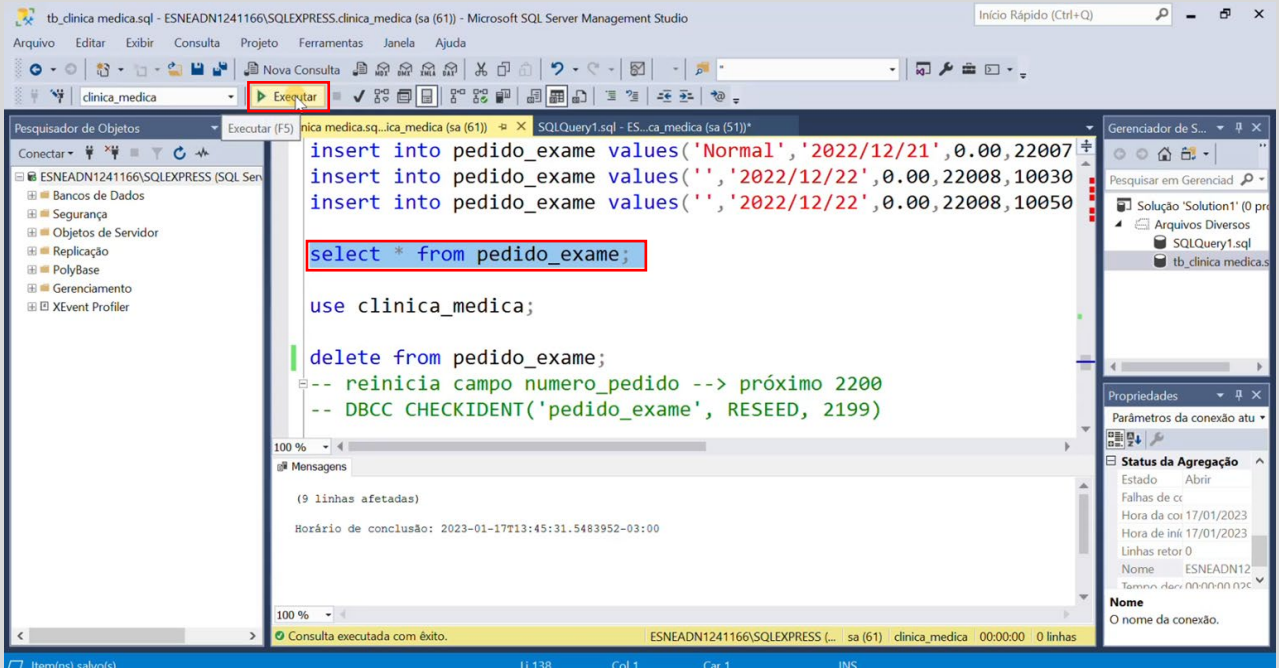 tb_clinica medica.sql - ESNEADN1241166\SQLEXPRESS.clinica_medica (sa (61)) - Microsoft SQL Server Management Studio
Início Rápido (Ctrl+Q)
Arquivo Editar Exibir Consulta Projeto Ferramentas Janela Ajuda
Nova Consulta
clinica_medica
Executar
Pesquisador de Objetos
Executar (F5)
nica medica.sq...ica_medica (sa (61))
SQLQuery1.sql - ES...ca_medica (sa (51))*
Conectar
ESNEADN1241166\SQLEXPRESS (SQL Serv
Bancos de Dados
Segurança
Objetos de Servidor
Replicação
PolyBase
Gerenciamento
XEvent Profiler
insert into pedido_exame values('Normal','2022/12/21',0.00,22007
insert into pedido_exame values('','2022/12/22',0.00,22008,10030
insert into pedido_exame values('','2022/12/22',0.00,22008,10050
select * from pedido_exame;
use clinica_medica;
delete from pedido_exame;
-- reinicia campo numero_pedido --> próximo 2200
-- DBCC CHECKIDENT('pedido_exame', RESEED, 2199)
100 %
Mensagens
(9 linhas afetadas)
Horário de conclusão: 2023-01-17T13:45:31.5483952-03:00
100 %
Consulta executada com êxito.
ESNEADN1241166\SQLEXPRESS (... sa (61) clinica_medica 00:00:00 0 linhas
Gerenciador de S...
Pesquisar em Gerenciad
Solução 'Solution1' (0 pro
Arquivos Diversos
SQLQuery1.sql
tb_clinica medica.s
Propriedades
Parâmetros da conexão atu
Status da Agregação
Estado Abrir
Falhas de co
Hora da cor 17/01/2023
Hora de iníc 17/01/2023
Linhas retor 0
Nome ESNEADN12
Tempo deco 00:00:00.029
Nome
O nome da conexão.
Item(ns) salvo(s)
Li 138 Col 1 Car 1 INS